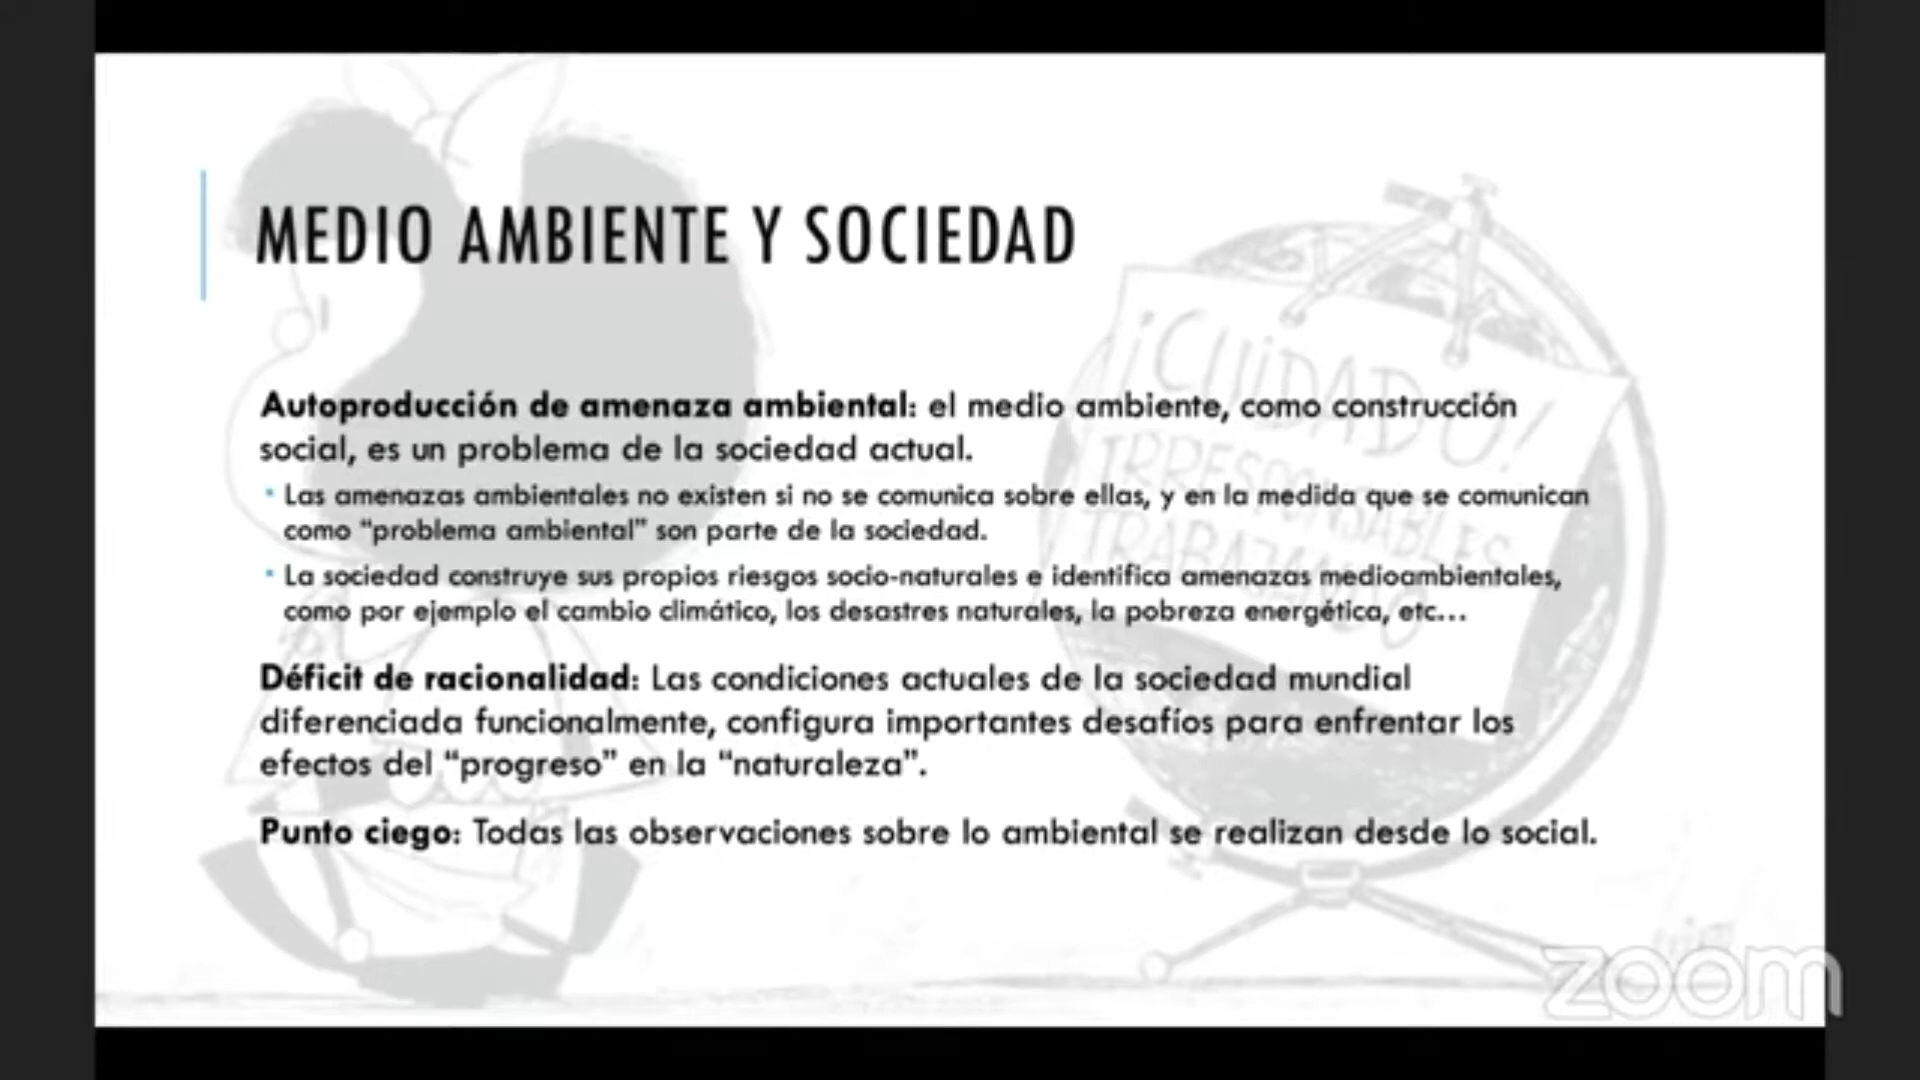 MEDIO AMBIENTE Y SOCIEDAD
¡CUIDADO!
IRRESPONSABLES
TRABAJANDO
Autoproducción de amenaza ambiental: el medio ambiente, como construcción
social, es un problema de la sociedad actual.
Las amenazas ambientales no existen si no se comunica sobre ellas, y en la medida que se comunican
como “problema ambiental” son parte de la sociedad.
La sociedad construye sus propios riesgos socio-naturales e identifica amenazas medioambientales,
como por ejemplo el cambio climático, los desastres naturales, la pobreza energética, etc...
Déficit de racionalidad: Las condiciones actuales de la sociedad mundial
diferenciada funcionalmente, configura importantes desafíos para enfrentar los
efectos del “progreso” en la “naturaleza”.
Punto ciego: Todas las observaciones sobre lo ambiental se realizan desde lo social.
zoom